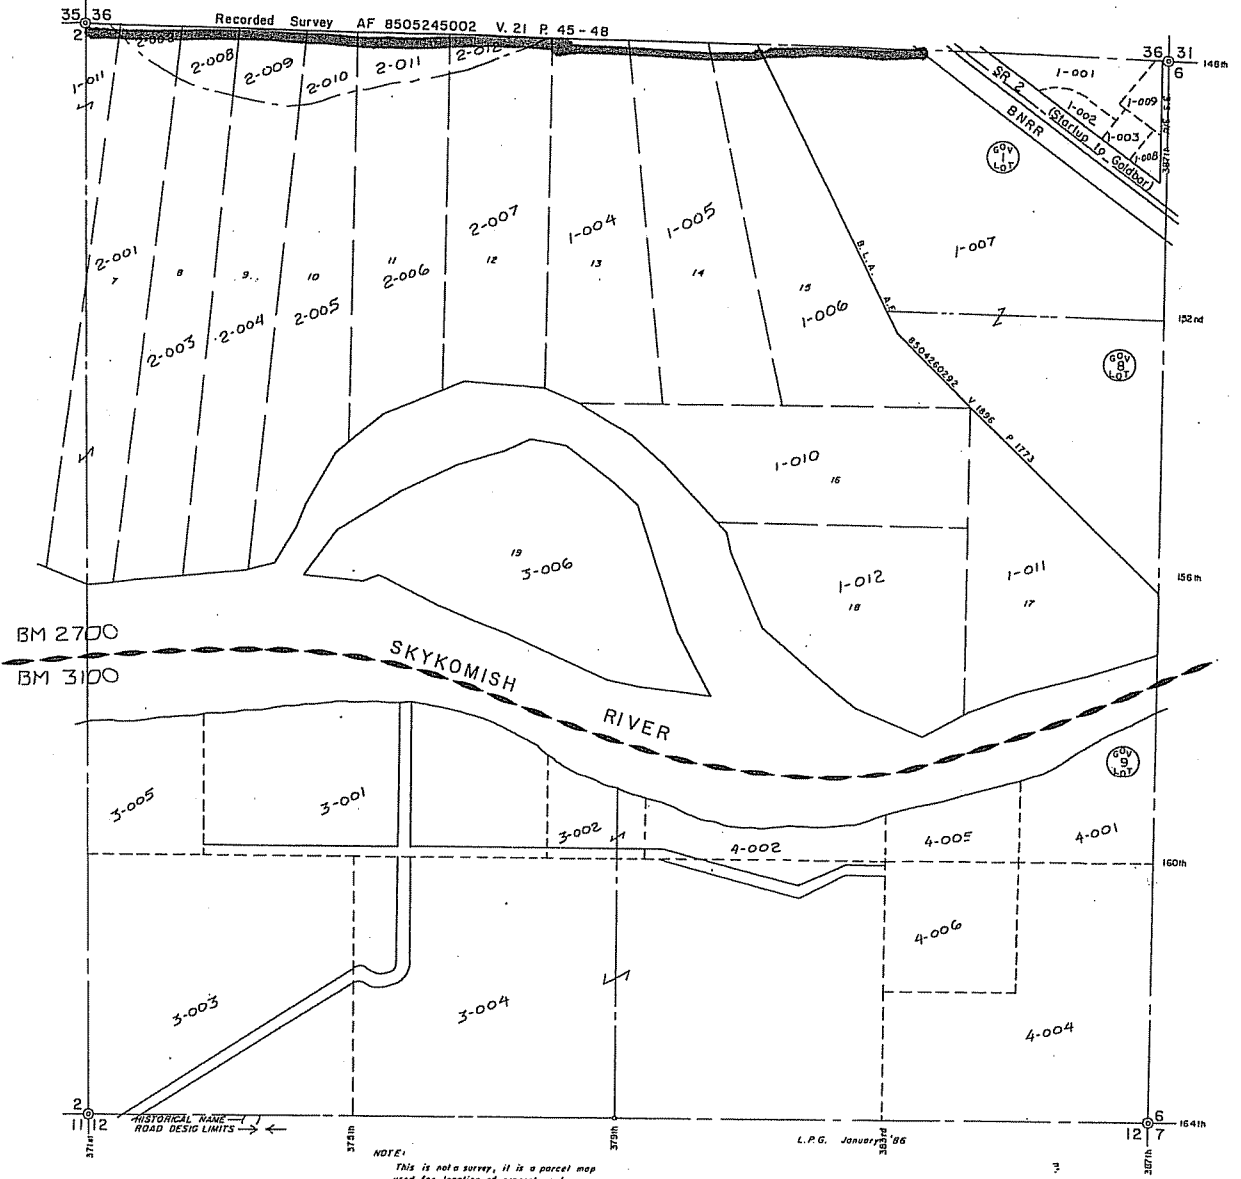 35 36
Recorded Survey AF 8505245002 V. 21 P. 45-48
36 31
2
6
148th
1-011
2-008
2-009
2-010
2-011
2-012
SR 2
(Startup to Goldbar)
BNRR
1-001
1-002
1-009
1-003
1-008
387th Ave S.E.
GOV
1
LOT
2-001
7
8
2-003
9
2-004
10
2-005
11
2-006
2-007
12
1-004
13
1-005
14
15
1-006
1-007
B.L.A. A.F. 8504260292 V 1896 P 1773
152nd
GOV
8
LOT
1-010
16
19
3-006
1-012
18
1-011
17
156th
BM 2700
BM 3100
SKYKOMISH RIVER
GOV
9
LOT
3-005
3-001
3-002
4-002
4-005
4-001
160th
4-006
3-003
3-004
4-004
2
11 12
HISTORICAL NAME ( )
ROAD DESIG LIMITS
371st
375th
379th
383rd
387th
L.P.G. January '86
6
12 7
164th
NOTE:
This is not a survey, it is a parcel map